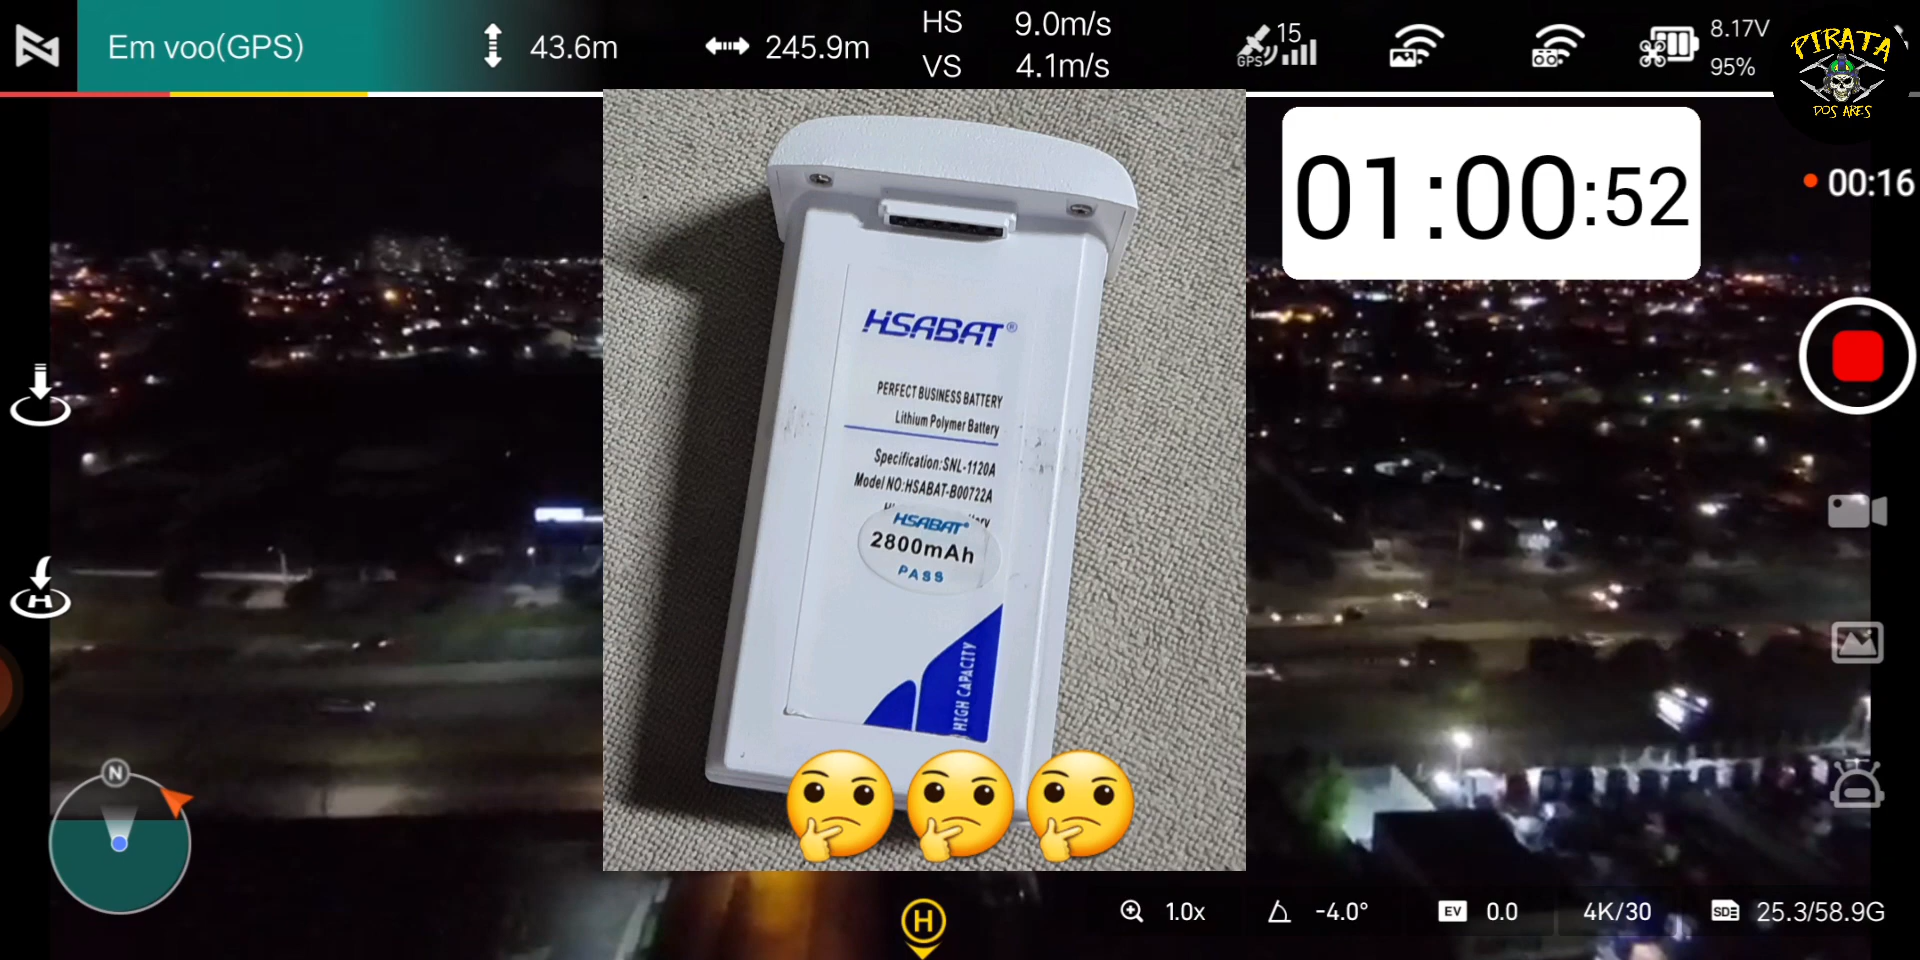 Em voo(GPS)
43.6m
245.9m
HS 9.0m/s
VS 4.1m/s
GPS
15
8.17V
95%
PIRATA
DOS ARES
01:00:52
00:16
HSABAT®
PERFECT BUSINESS BATTERY
Lithium Polymer Battery
Specification:SNL-1120A
Model NO:HSABAT-B00722A
HSABAT®
2800mAh
PASS
HIGH CAPACITY
N
H
H
1.0x
-4.0°
EV 0.0
4K/30
SD 25.3/58.9G